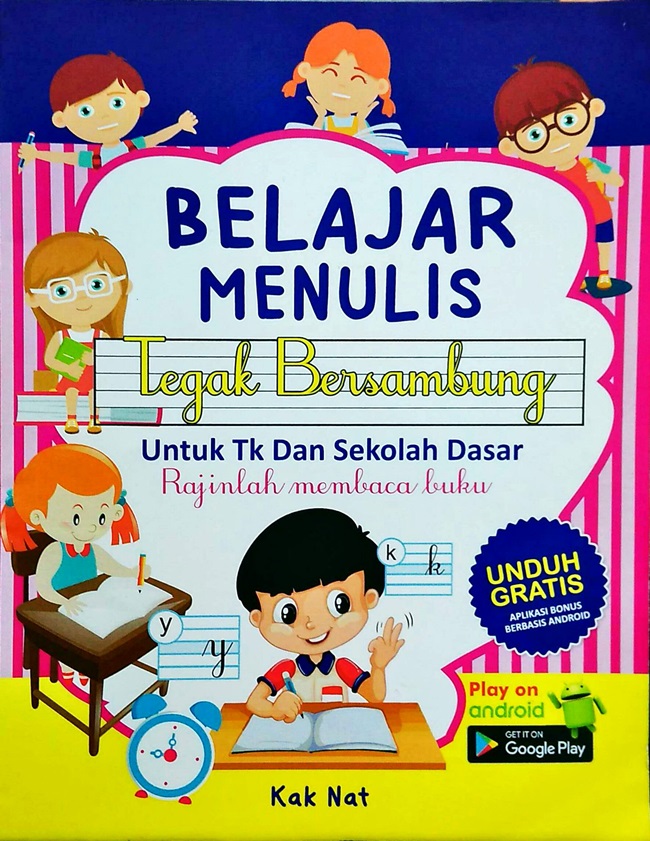 BELAJAR
MENULIS
Tegak Bersambung
Untuk Tk Dan Sekolah Dasar
Rajinlah membaca buku
k
k
y
y
UNDUH
GRATIS
APLIKASI BONUS
BERBASIS ANDROID
Play on
android
GET IT ON
Google Play
Kak Nat